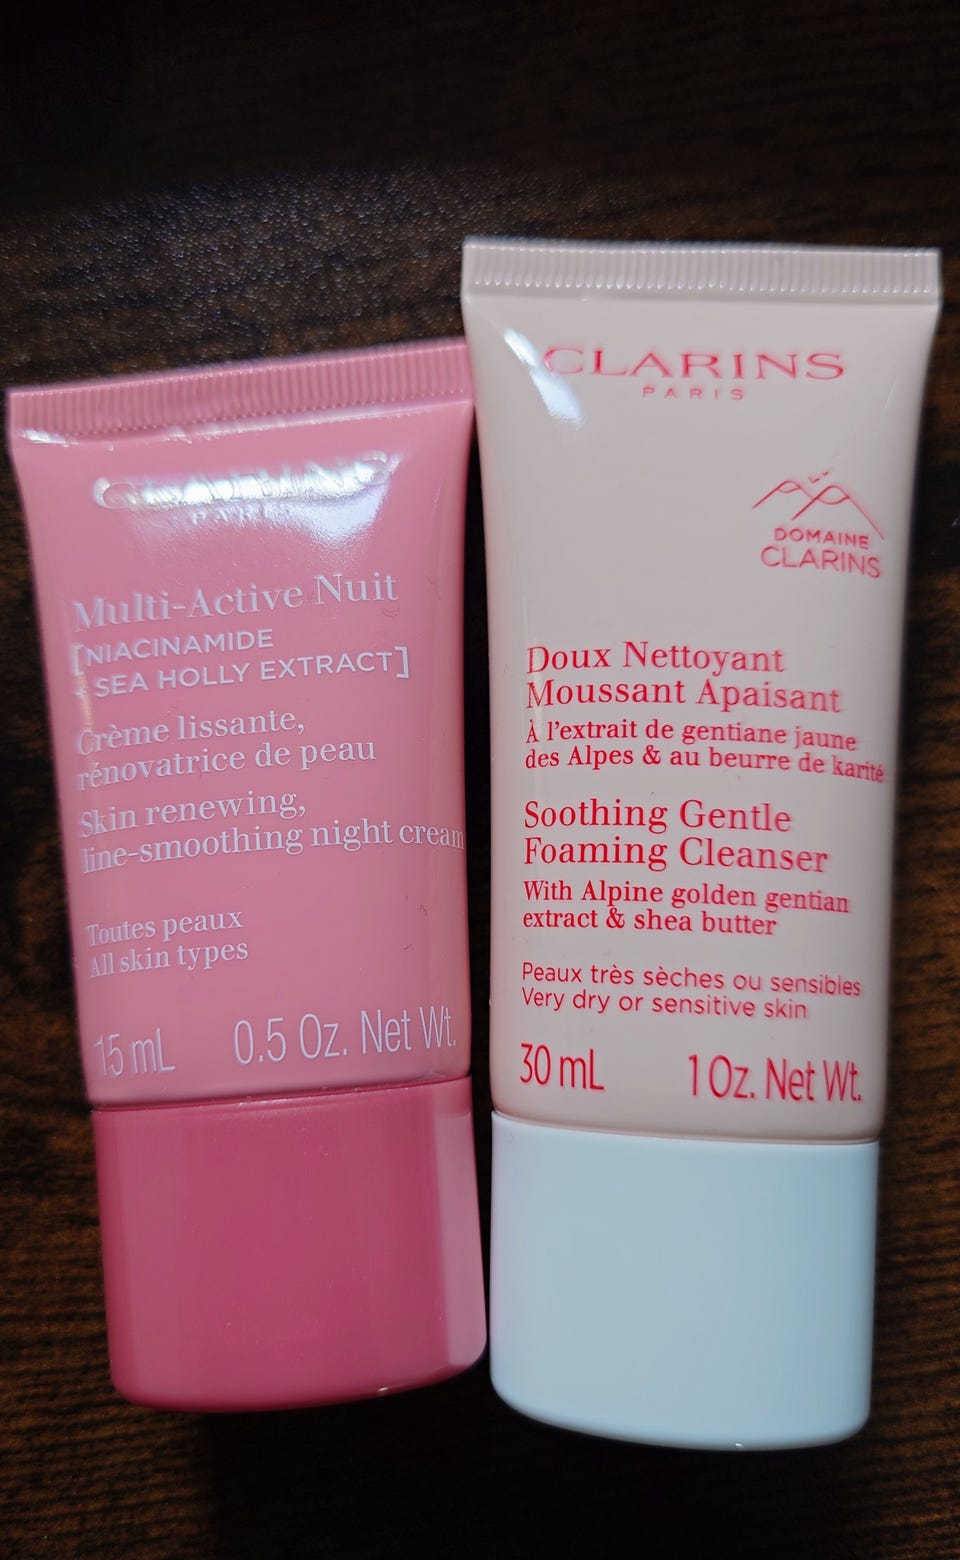 CLARINS
PARIS
Multi-Active Nuit
[NIACINAMIDE
+ SEA HOLLY EXTRACT]
Crème lissante,
rénovatrice de peau
Skin renewing,
line-smoothing night cream
Toutes peaux
All skin types
15 mL 0.5 Oz. Net Wt.
CLARINS
PARIS
DOMAINE
CLARINS
Doux Nettoyant
Moussant Apaisant
À l'extrait de gentiane jaune
des Alpes & au beurre de karité
Soothing Gentle
Foaming Cleanser
With Alpine golden gentian
extract & shea butter
Peaux très sèches ou sensibles
Very dry or sensitive skin
30 mL 1 Oz. Net Wt.